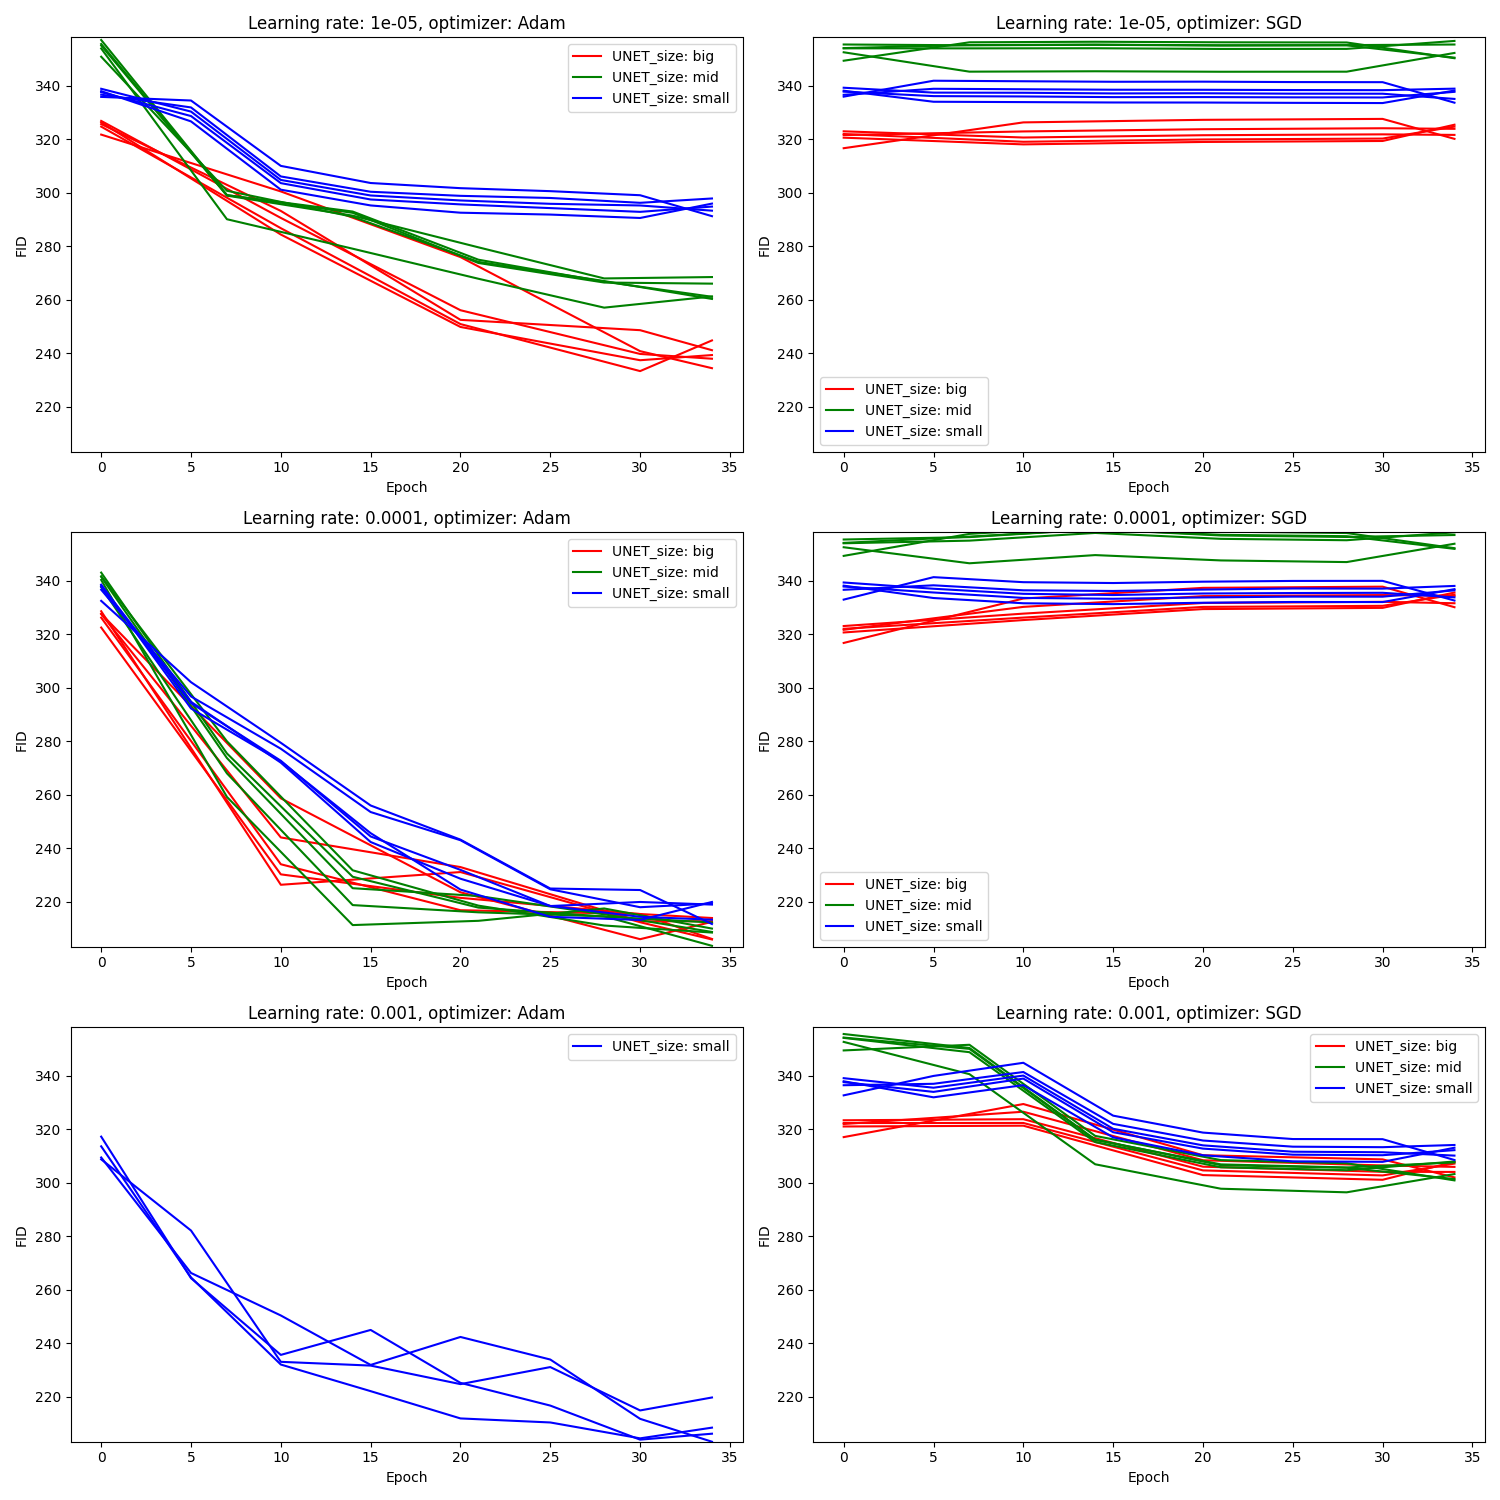 Learning rate: 1e-05, optimizer: Adam
FID
340
320
300
280
260
240
220
UNET_size: big
UNET_size: mid
UNET_size: small
0 5 10 15 20 25 30 35
Epoch
Learning rate: 1e-05, optimizer: SGD
FID
340
320
300
280
260
240
220
UNET_size: big
UNET_size: mid
UNET_size: small
0 5 10 15 20 25 30 35
Epoch
Learning rate: 0.0001, optimizer: Adam
FID
340
320
300
280
260
240
220
UNET_size: big
UNET_size: mid
UNET_size: small
0 5 10 15 20 25 30 35
Epoch
Learning rate: 0.0001, optimizer: SGD
FID
340
320
300
280
260
240
220
UNET_size: big
UNET_size: mid
UNET_size: small
0 5 10 15 20 25 30 35
Epoch
Learning rate: 0.001, optimizer: Adam
FID
340
320
300
280
260
240
220
UNET_size: small
0 5 10 15 20 25 30 35
Epoch
Learning rate: 0.001, optimizer: SGD
FID
340
320
300
280
260
240
220
UNET_size: big
UNET_size: mid
UNET_size: small
0 5 10 15 20 25 30 35
Epoch